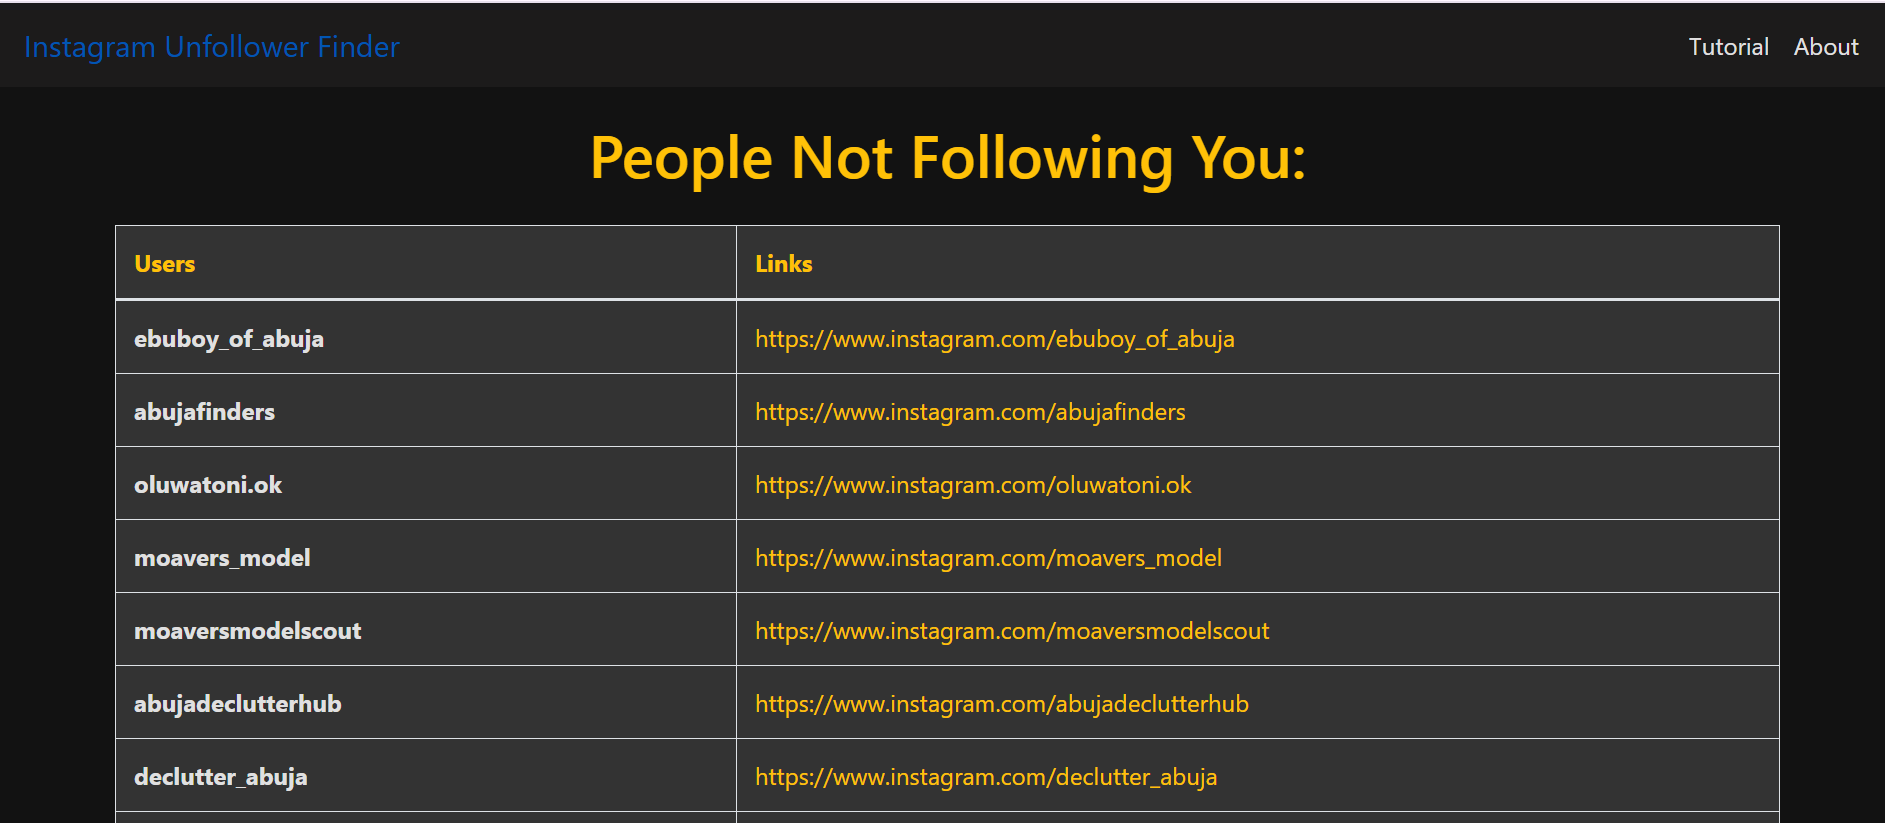 Instagram Unfollower Finder
Tutorial About
People Not Following You:
Users Links
ebuboy_of_abuja https://www.instagram.com/ebuboy_of_abuja
abujafinders https://www.instagram.com/abujafinders
oluwatoni.ok https://www.instagram.com/oluwatoni.ok
moavers_model https://www.instagram.com/moavers_model
moaversmodelscout https://www.instagram.com/moaversmodelscout
abujadeclutterhub https://www.instagram.com/abujadeclutterhub
declutter_abuja https://www.instagram.com/declutter_abuja